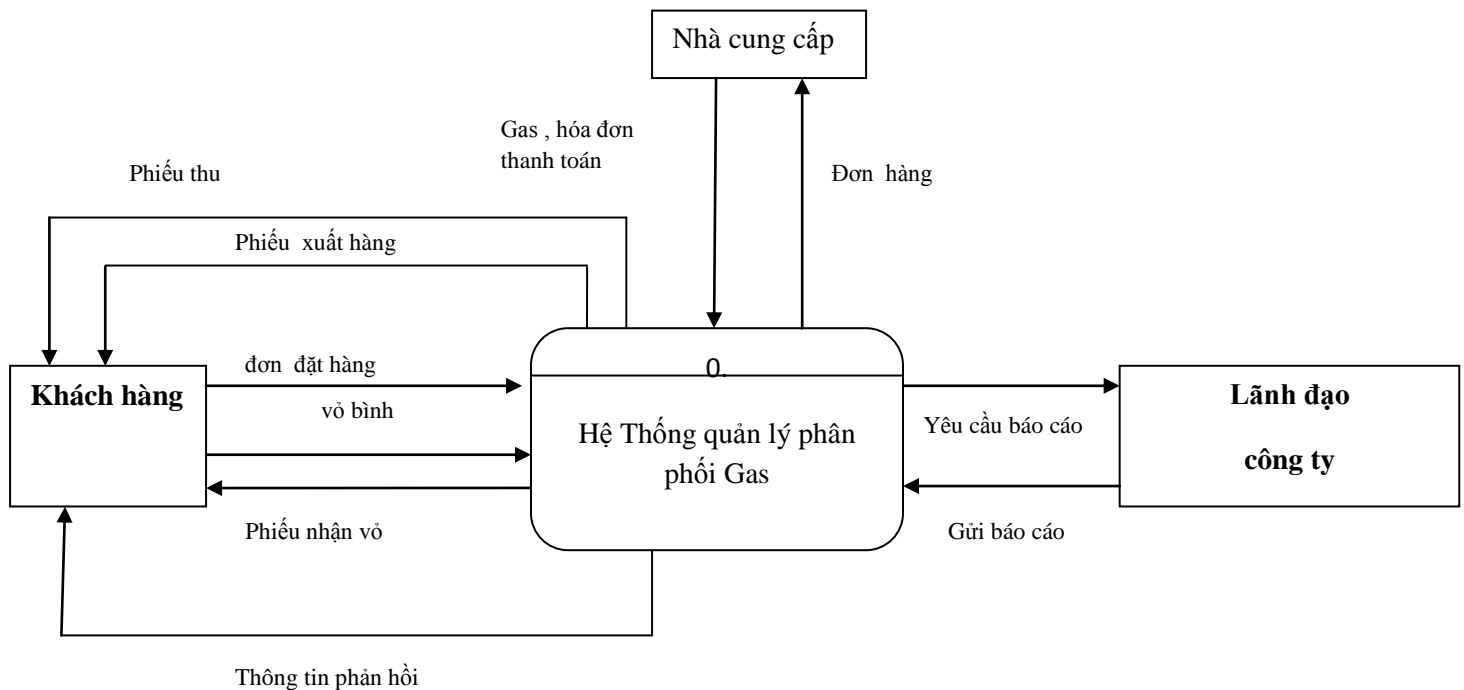 Nhà cung cấp
Gas , hóa đơn
thanh toán
Phiếu thu
Đơn hàng
Phiếu xuất hàng
0.
Khách hàng
đơn đặt hàng
vỏ bình
Hệ Thống quản lý phân
phối Gas
Yêu cầu báo cáo
Lãnh đạo
công ty
Phiếu nhận vỏ
Gửi báo cáo
Thông tin phản hồi